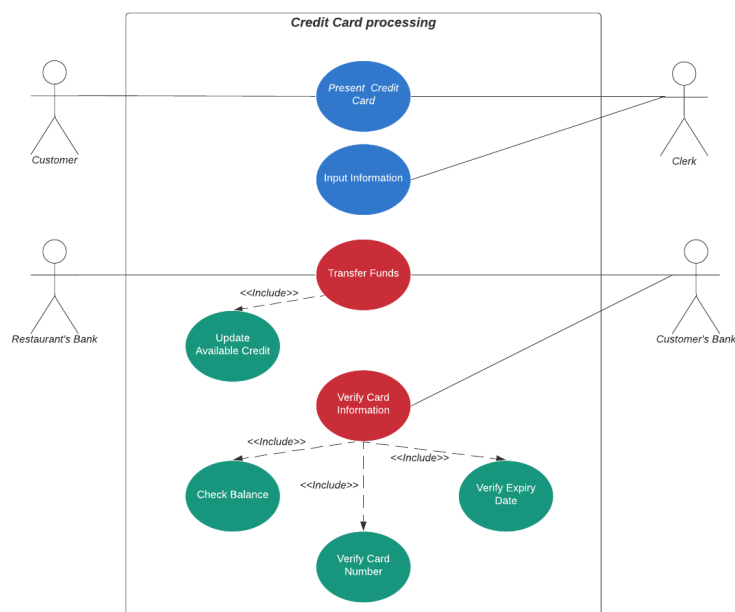 Credit Card processing
Present Credit
Card
Customer
Clerk
Input Information
Transfer Funds
<<Include>>
Restaurant's Bank
Customer's Bank
Update
Available Credit
Verify Card
Information
<<Include>>
<<Include>>
<<Include>>
Check Balance
Verify Expiry
Date
Verify Card
Number